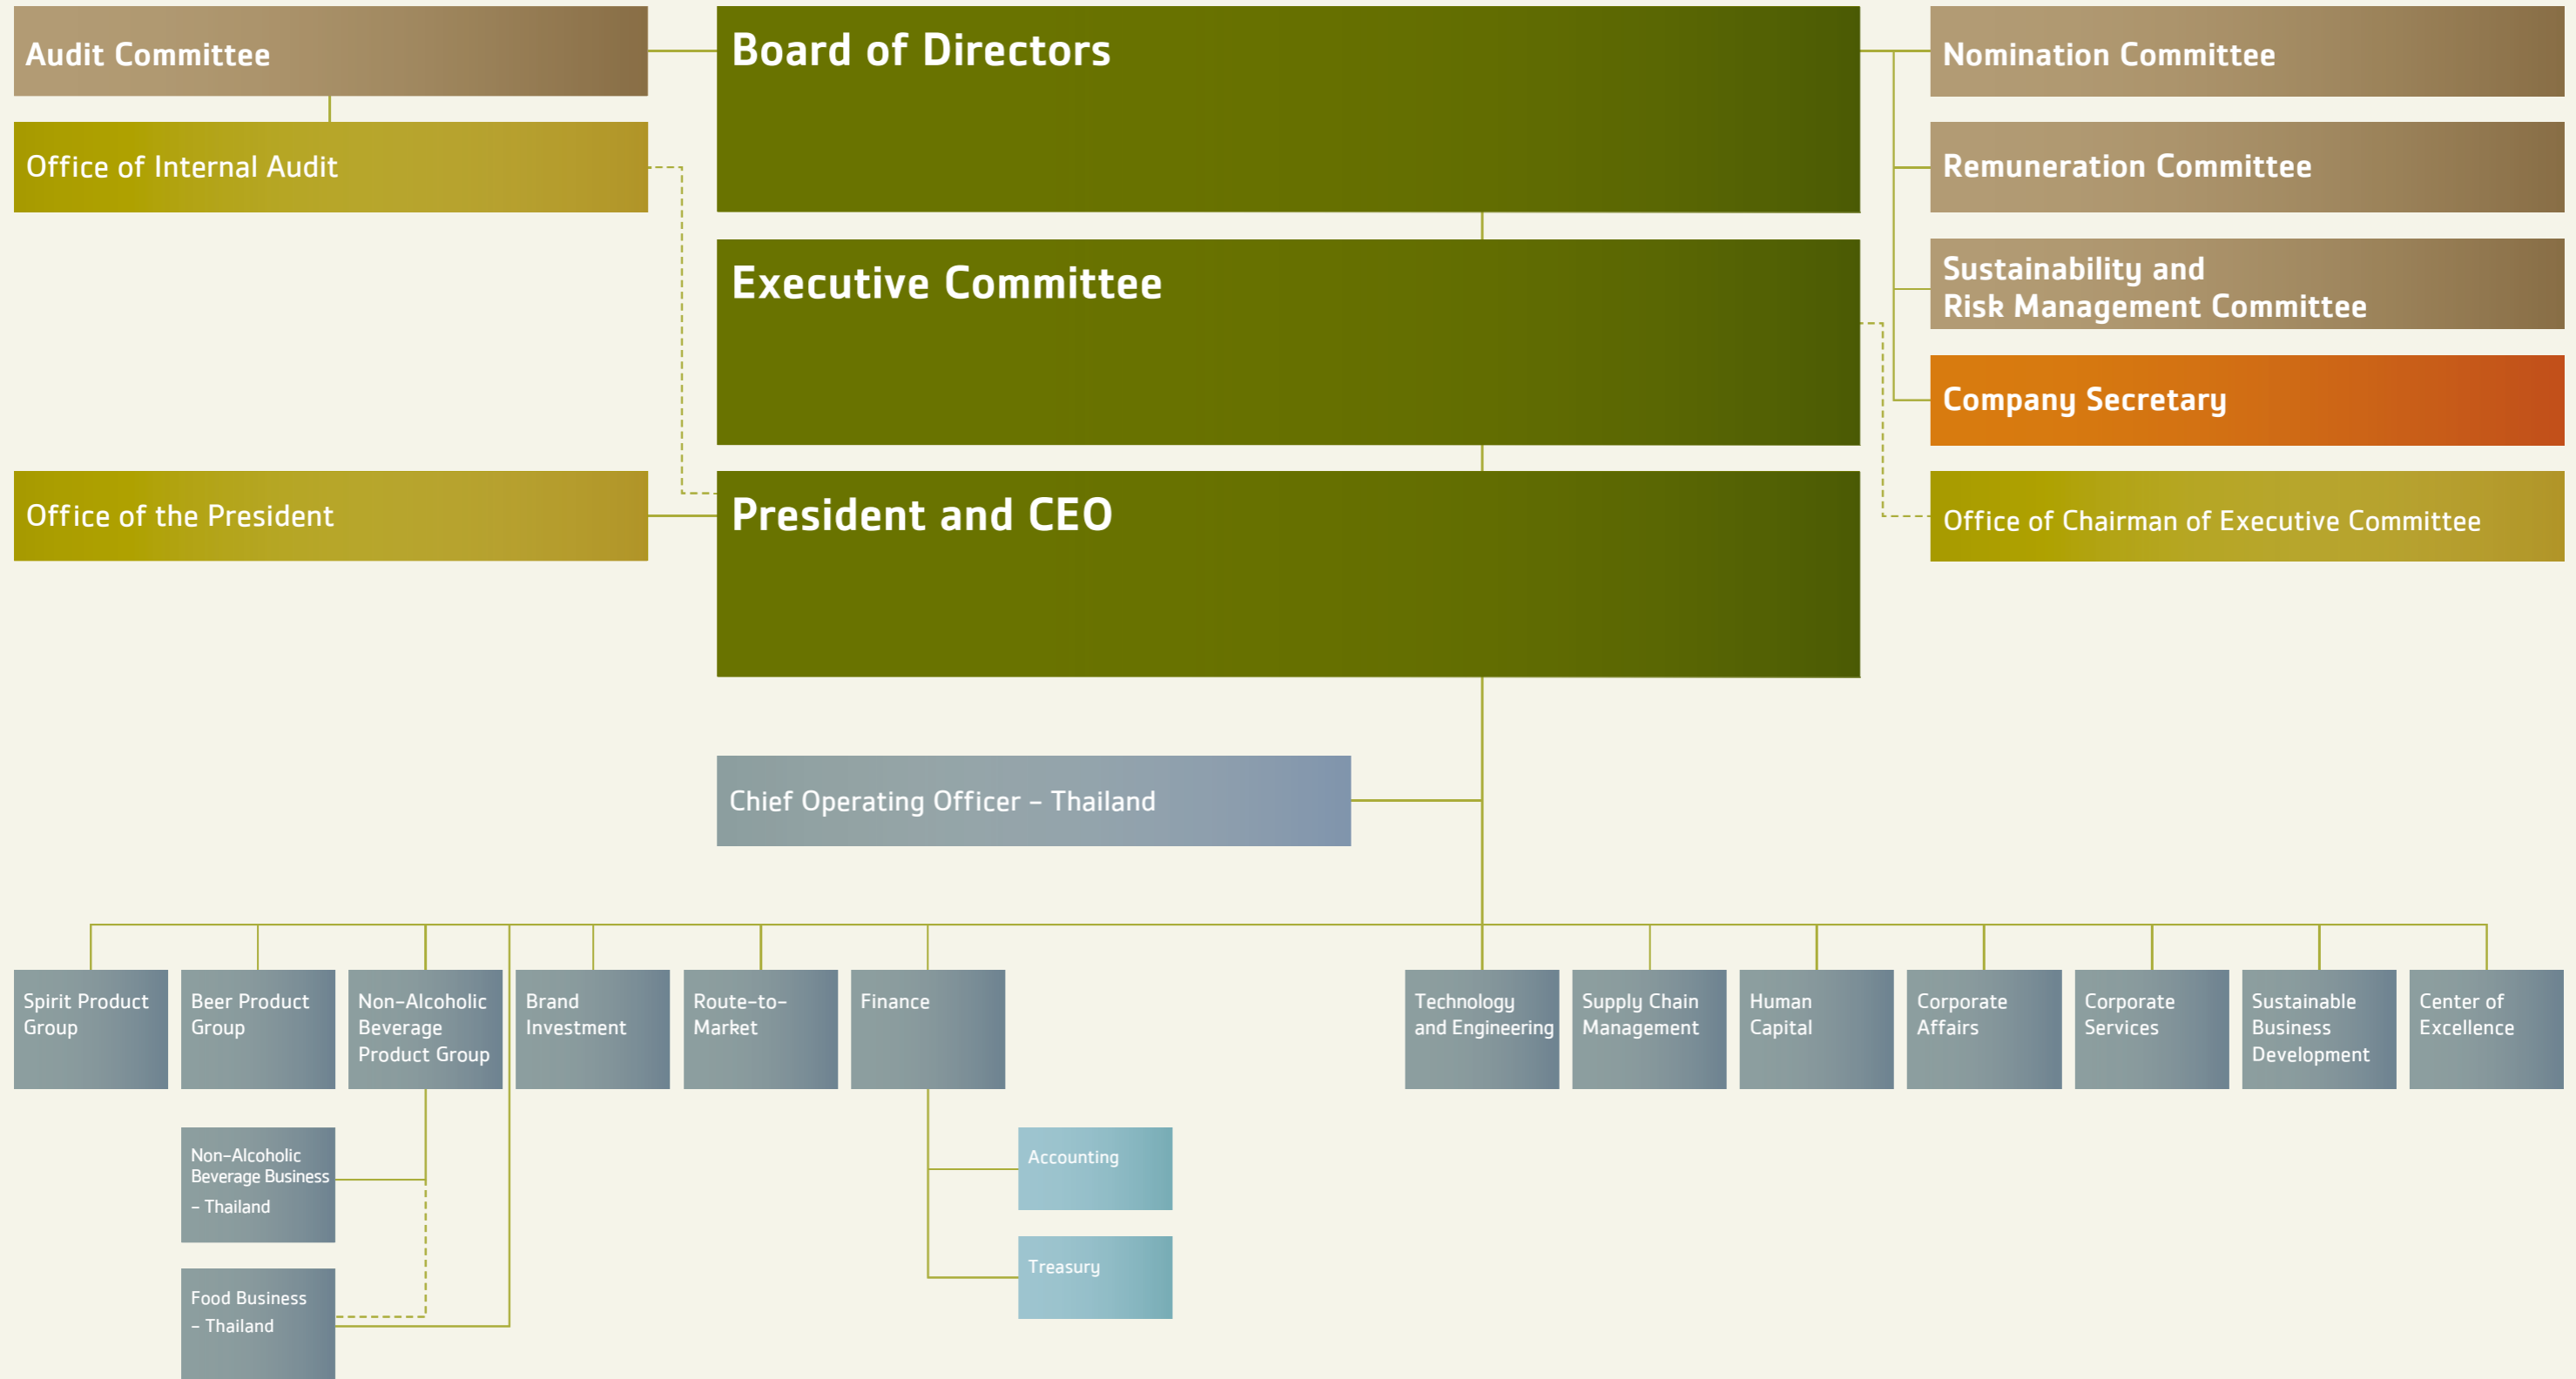 Audit Committee
Board of Directors
Nomination Committee
Office of Internal Audit
Remuneration Committee
Executive Committee
Sustainability and
Risk Management Committee
Company Secretary
Office of the President
President and CEO
Office of Chairman of Executive Committee
Chief Operating Officer – Thailand
Spirit Product
Group
Beer Product
Group
Non-Alcoholic
Beverage
Product Group
Brand
Investment
Route-to-
Market
Finance
Technology
and Engineering
Supply Chain
Management
Human
Capital
Corporate
Affairs
Corporate
Services
Sustainable
Business
Development
Center of
Excellence
Non-Alcoholic
Beverage Business
– Thailand
Accounting
Treasury
Food Business
– Thailand